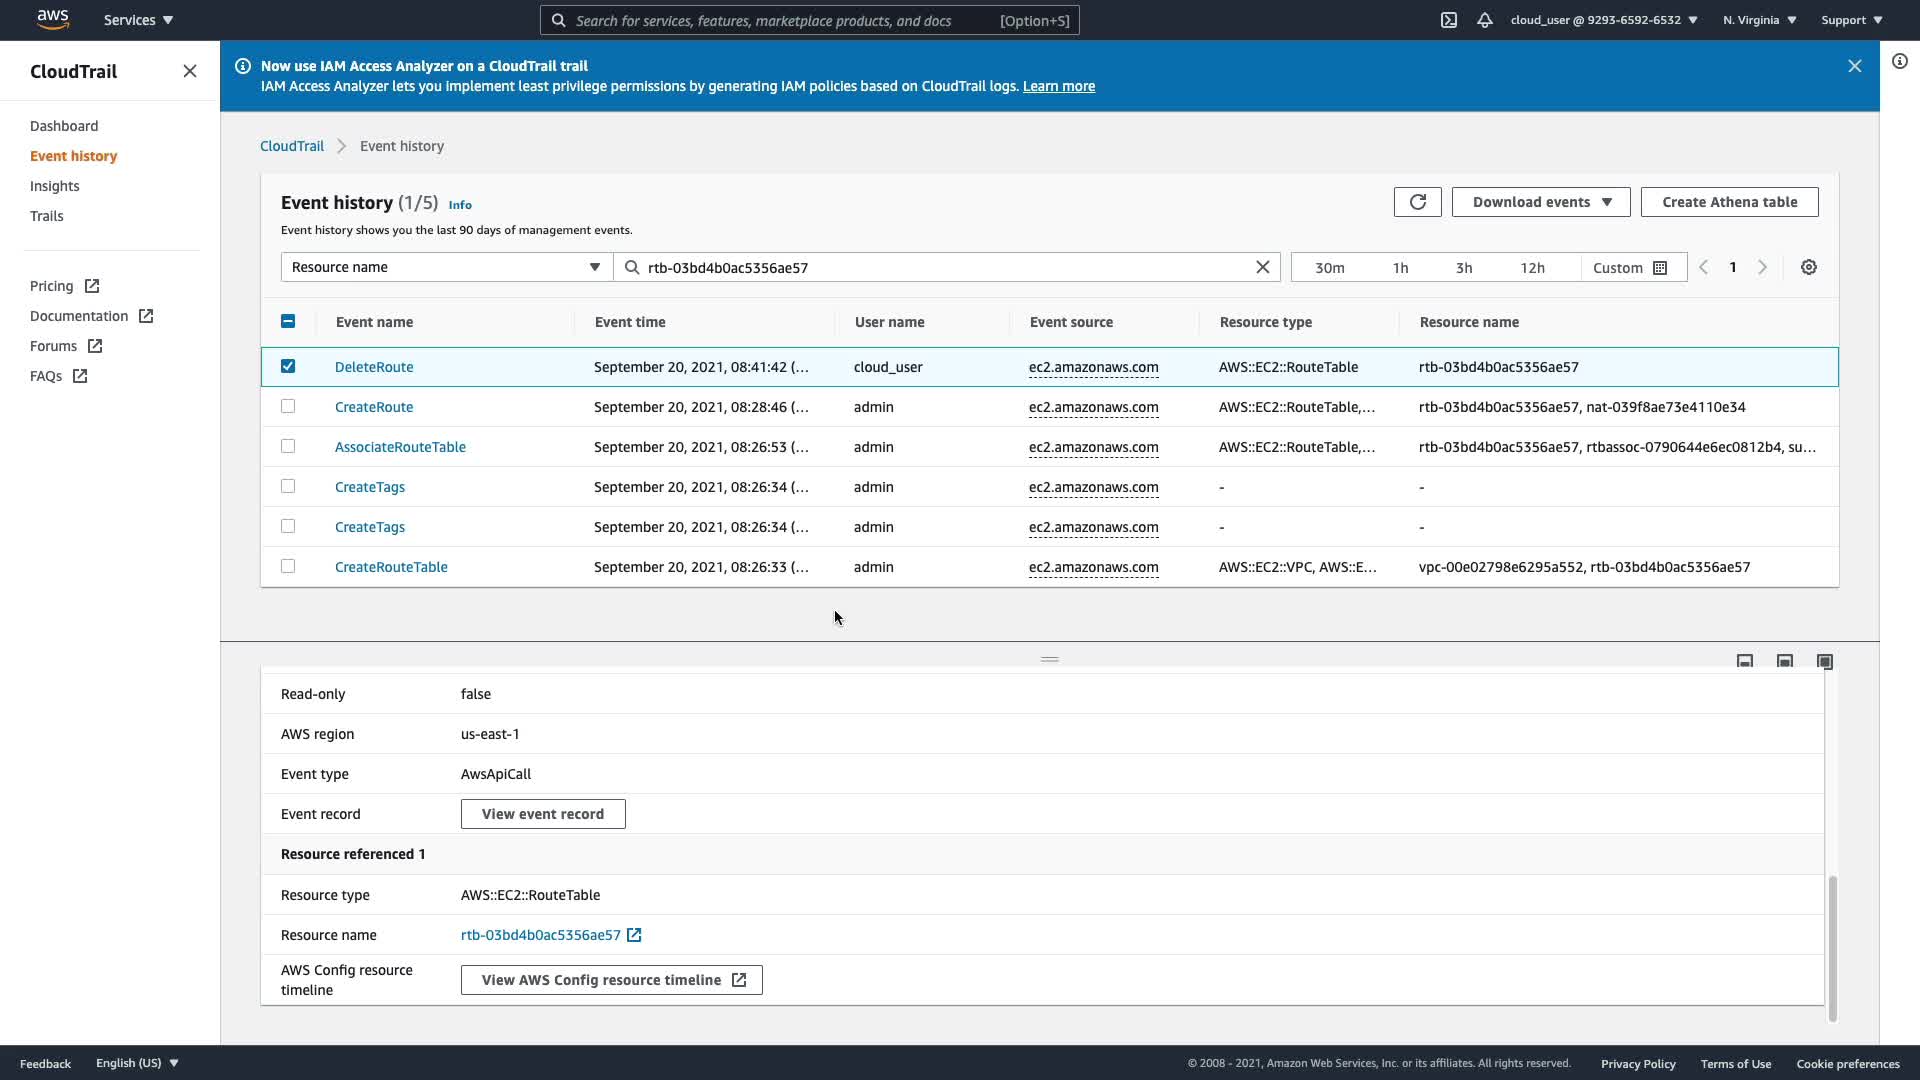 aws
Services
Search for services, features, marketplace products, and docs
[Option+S]
cloud_user @ 9293-6592-6532
N. Virginia
Support
CloudTrail
Dashboard
Event history
Insights
Trails
Pricing
Documentation
Forums
FAQs
Now use IAM Access Analyzer on a CloudTrail trail
IAM Access Analyzer lets you implement least privilege permissions by generating IAM policies based on CloudTrail logs. Learn more
CloudTrail
Event history
Event history (1/5) Info
Event history shows you the last 90 days of management events.
Download events
Create Athena table
Resource name
rtb-03bd4b0ac5356ae57
30m 1h 3h 12h Custom
1
Event name Event time User name Event source Resource type Resource name
DeleteRoute September 20, 2021, 08:41:42 (… cloud_user ec2.amazonaws.com AWS::EC2::RouteTable rtb-03bd4b0ac5356ae57
CreateRoute September 20, 2021, 08:28:46 (… admin ec2.amazonaws.com AWS::EC2::RouteTable,… rtb-03bd4b0ac5356ae57, nat-039f8ae73e4110e34
AssociateRouteTable September 20, 2021, 08:26:53 (… admin ec2.amazonaws.com AWS::EC2::RouteTable,… rtb-03bd4b0ac5356ae57, rtbassoc-0790644e6ec0812b4, su…
CreateTags September 20, 2021, 08:26:34 (… admin ec2.amazonaws.com - -
CreateTags September 20, 2021, 08:26:34 (… admin ec2.amazonaws.com - -
CreateRouteTable September 20, 2021, 08:26:33 (… admin ec2.amazonaws.com AWS::EC2::VPC, AWS::E… vpc-00e02798e6295a552, rtb-03bd4b0ac5356ae57
Read-only false
AWS region us-east-1
Event type AwsApiCall
Event record View event record
Resource referenced 1
Resource type AWS::EC2::RouteTable
Resource name rtb-03bd4b0ac5356ae57
AWS Config resource
timeline
View AWS Config resource timeline
Feedback
English (US)
© 2008 - 2021, Amazon Web Services, Inc. or its affiliates. All rights reserved.
Privacy Policy
Terms of Use
Cookie preferences